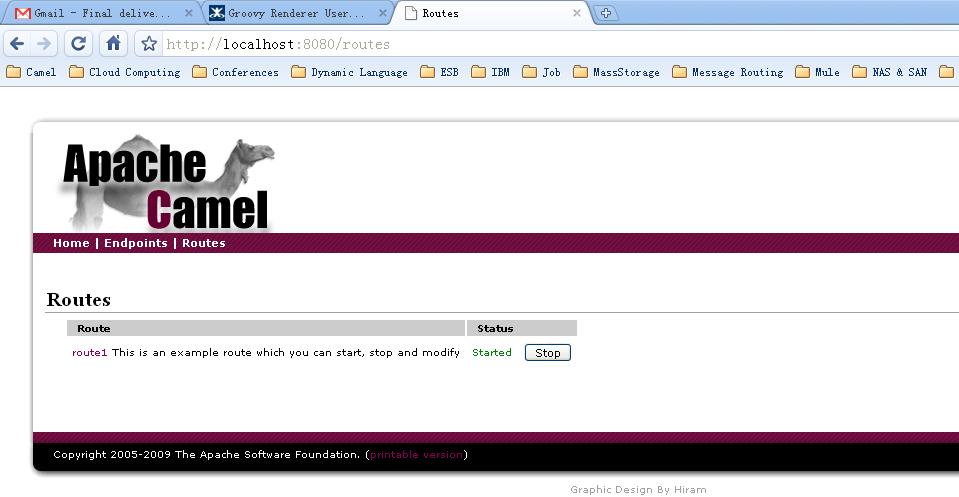 Gmail - Final delive... Groovy Renderer User... Routes
http://localhost:8080/routes
Camel Cloud Computing Conferences Dynamic Language ESB IBM Job MassStorage Message Routing Mule NAS & SAN
Apache
Camel
Home | Endpoints | Routes
Routes
Route Status
route1 This is an example route which you can start, stop and modify Started Stop
Copyright 2005-2009 The Apache Software Foundation. (printable version)
Graphic Design By Hiram